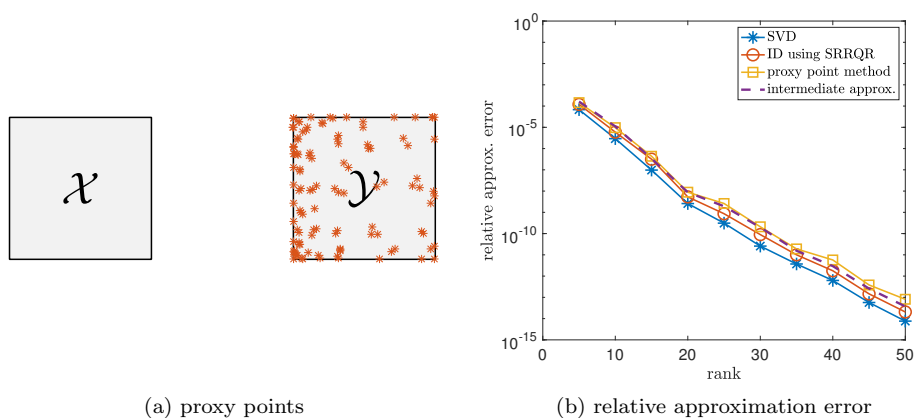 𝒳
𝒴
(a) proxy points
relative approx. error
10^0
10^-5
10^-10
10^-15
0
10
20
30
40
50
rank
SVD
ID using SRRQR
proxy point method
intermediate approx.
(b) relative approximation error